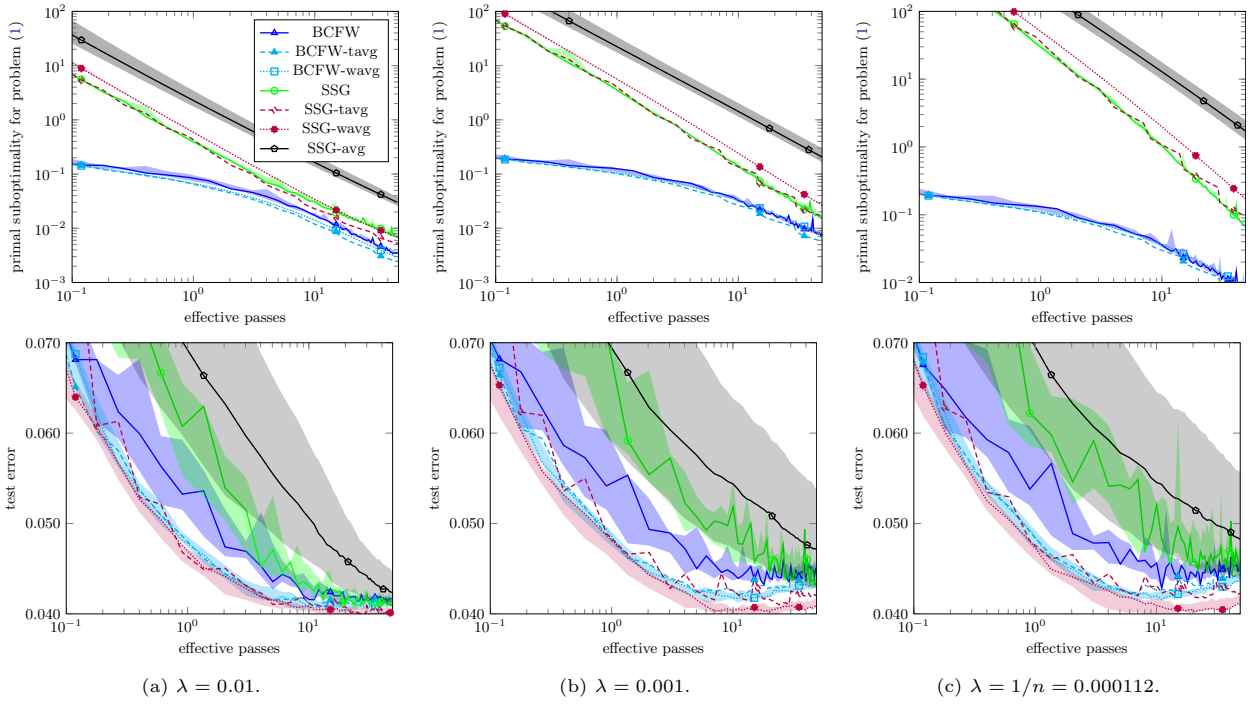 primal suboptimality for problem (1)
10^2
10^1
10^0
10^−1
10^−2
10^−3
10^−1
10^0
10^1
effective passes
BCFW
BCFW-tavg
BCFW-wavg
SSG
SSG-tavg
SSG-wavg
SSG-avg
primal suboptimality for problem (1)
10^2
10^1
10^0
10^−1
10^−2
10^−3
10^−1
10^0
10^1
effective passes
primal suboptimality for problem (1)
10^2
10^1
10^0
10^−1
10^−2
10^−1
10^0
10^1
effective passes
test error
0.070
0.060
0.050
0.040
10^−1
10^0
10^1
effective passes
test error
0.070
0.060
0.050
0.040
10^−1
10^0
10^1
effective passes
test error
0.070
0.060
0.050
0.040
10^−1
10^0
10^1
effective passes
(a) λ = 0.01.
(b) λ = 0.001.
(c) λ = 1/n = 0.000112.